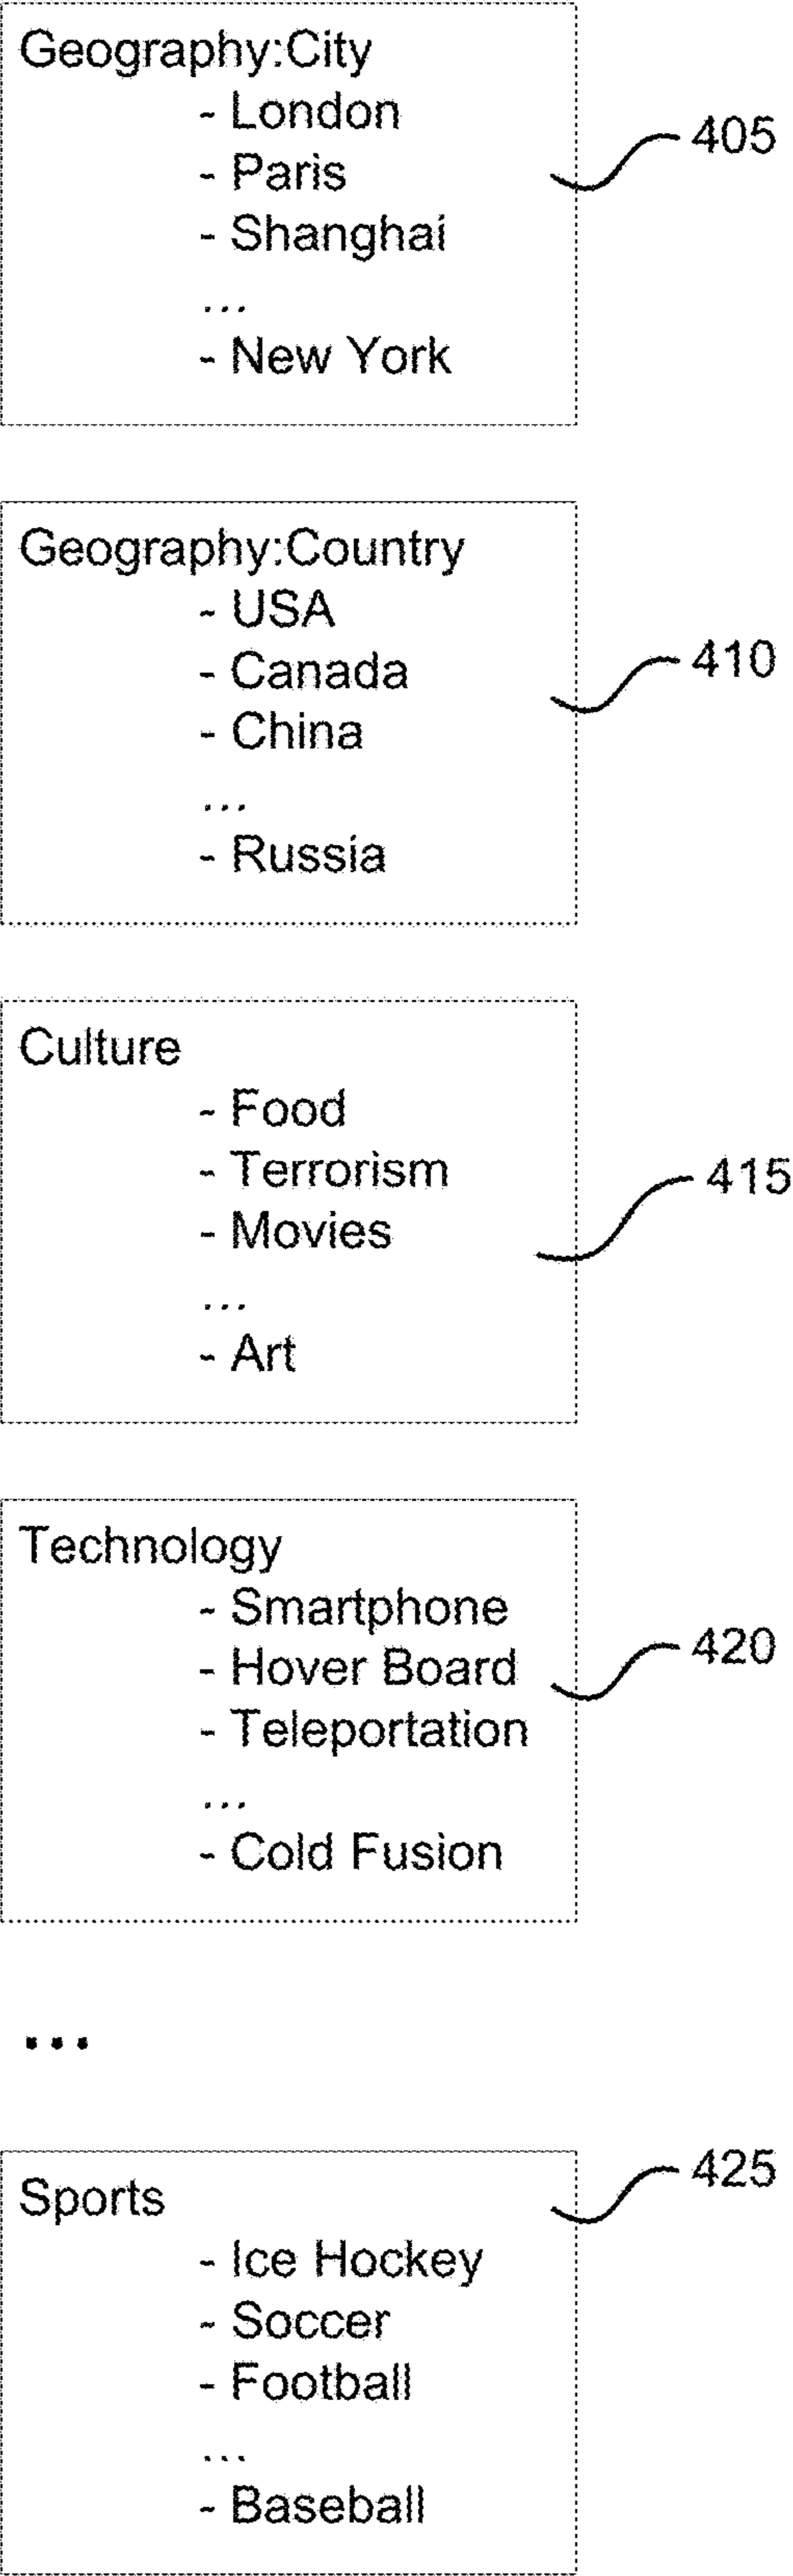 Geography:City
- London
- Paris
- Shanghai
...
- New York
405
Geography:Country
- USA
- Canada
- China
...
- Russia
410
Culture
- Food
- Terrorism
- Movies
...
- Art
415
Technology
- Smartphone
- Hover Board
- Teleportation
...
- Cold Fusion
420
...
Sports
- Ice Hockey
- Soccer
- Football
...
- Baseball
425